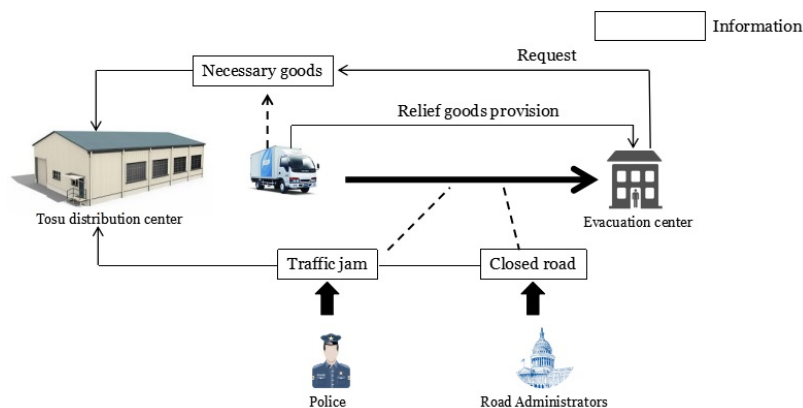 Information
Necessary goods
Request
Relief goods provision
Tosu distribution center
Evacuation center
Traffic jam
Closed road
Police
Road Administrators